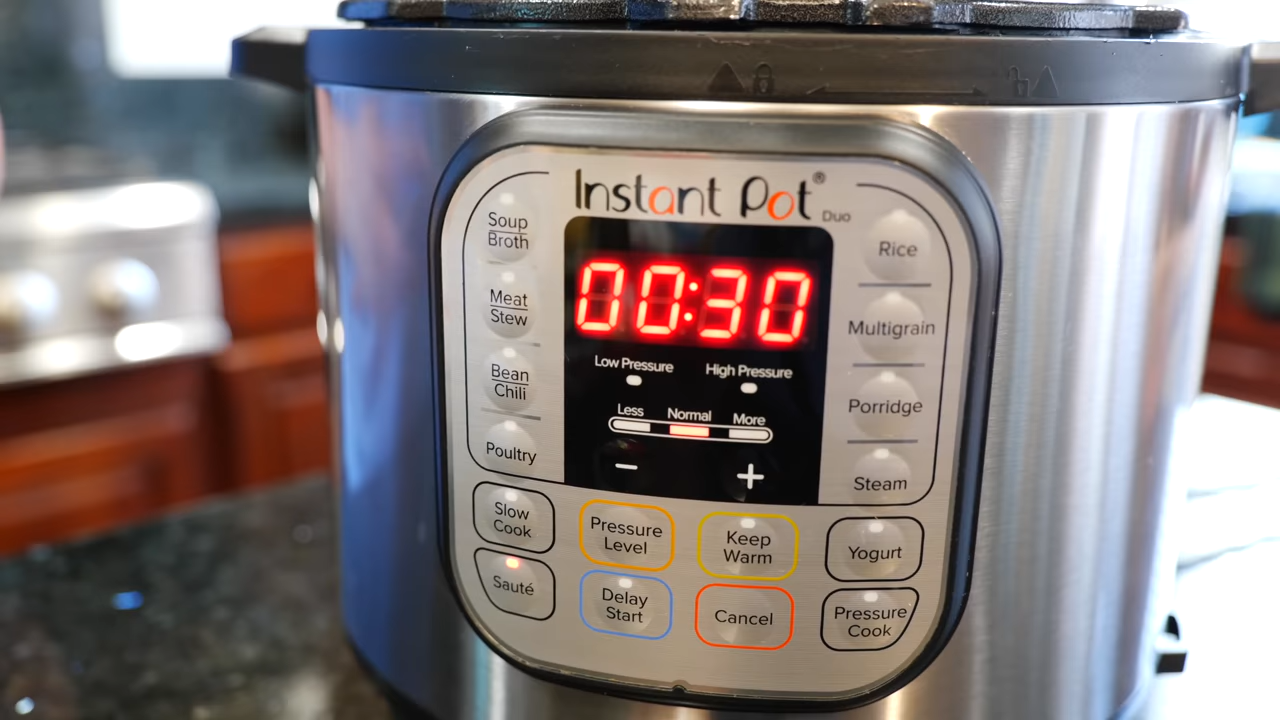 Instant Pot®
Duo
Soup
Broth
Meat
Stew
Bean
Chili
Poultry
00:30
Low Pressure
High Pressure
Less
Normal
More
−
+
Rice
Multigrain
Porridge
Steam
Slow
Cook
Pressure
Level
Keep
Warm
Yogurt
Sauté
Delay
Start
Cancel
Pressure
Cook